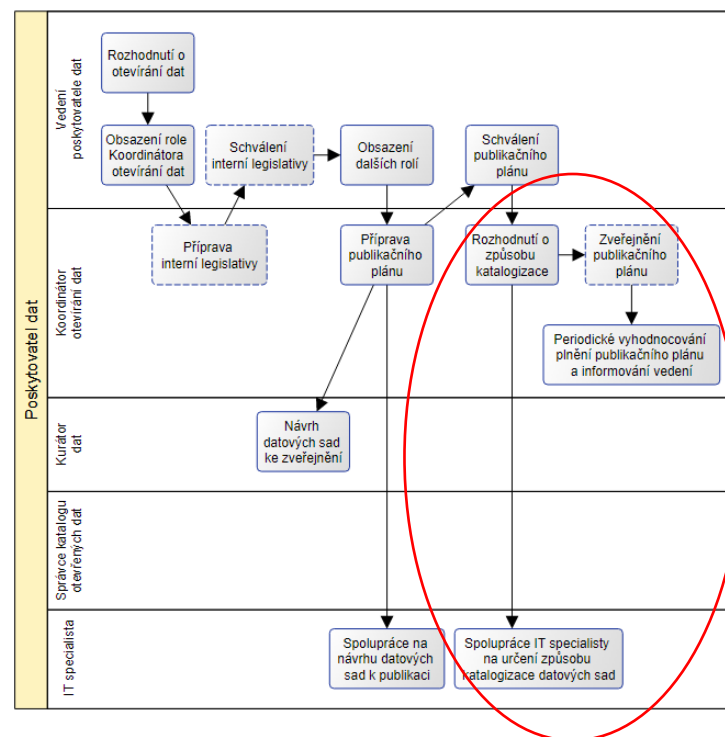 Poskytovatel dat
Vedení
poskytovatele dat
Rozhodnutí o
otevírání dat
Obsazení role
Koordinátora
otevírání dat
Schválení
interní legislativy
Obsazení
dalších rolí
Schválení
publikačního
plánu
Koordinátor
otevírání dat
Příprava
interní legislativy
Příprava
publikačního
plánu
Rozhodnutí o
způsobu
katalogizace
Zveřejnění
publikačního
plánu
Periodické vyhodnocování
plnění publikačního plánu
a informování vedení
Kurátor
dat
Návrh
datových sad
ke zveřejnění
Správce katalogu
otevřených dat
IT specialista
Spolupráce na
návrhu datových
sad k publikaci
Spolupráce IT specialisty
na určení způsobu
katalogizace datových sad